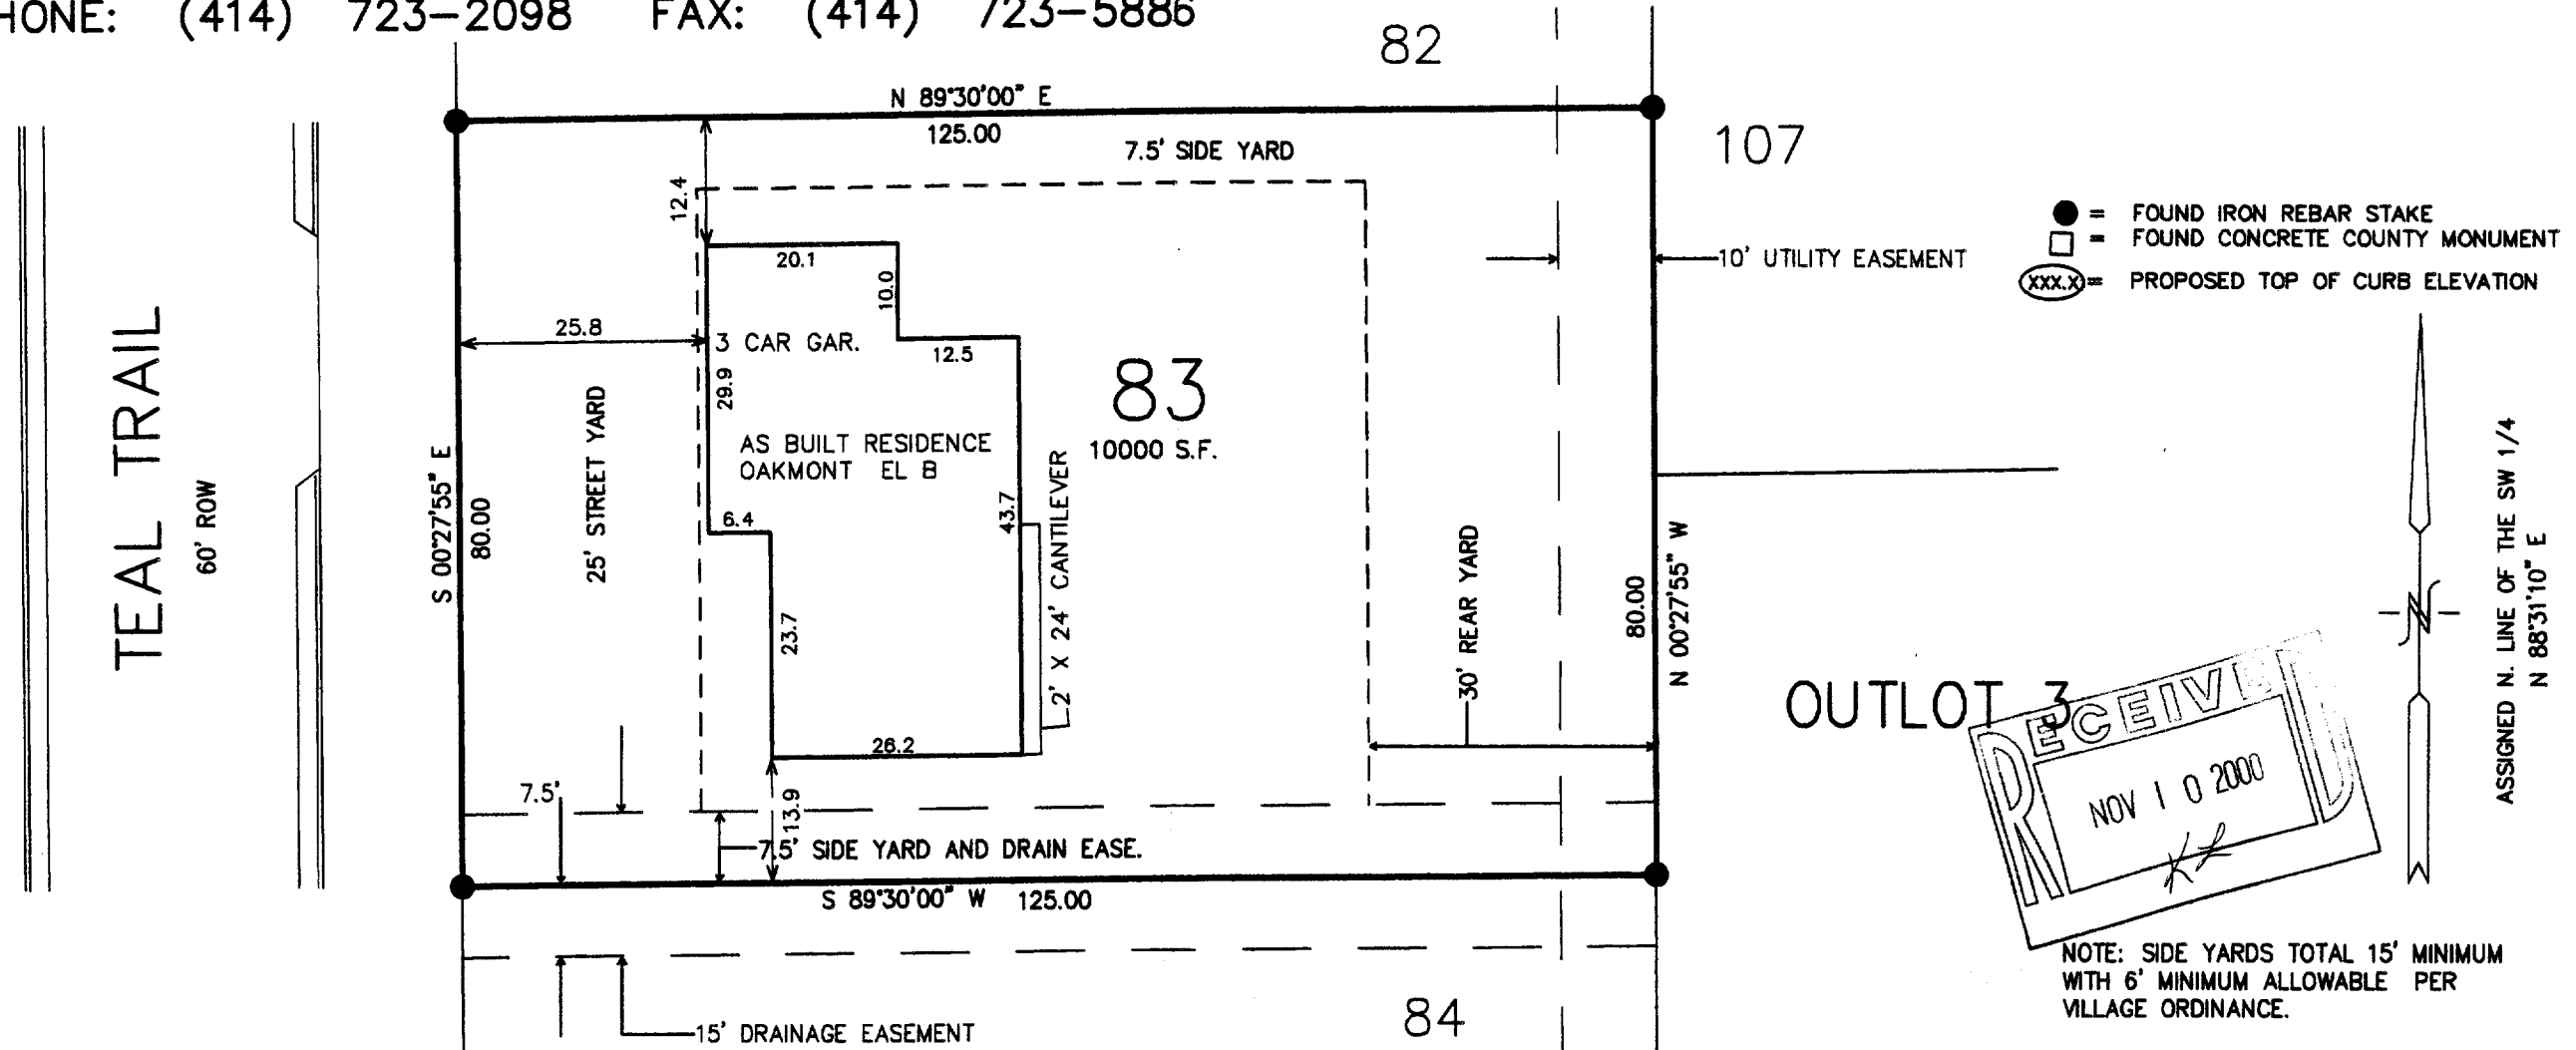 HONE: (414) 723-2098 FAX: (414) 723-5886
82
N 89°30'00" E
125.00
7.5' SIDE YARD
107
12.4
● = FOUND IRON REBAR STAKE
□ = FOUND CONCRETE COUNTY MONUMENT
XXX.X = PROPOSED TOP OF CURB ELEVATION
10' UTILITY EASEMENT
20.1
10.0
25.8
3 CAR GAR.
12.5
29.9
83
10000 S.F.
AS BUILT RESIDENCE
OAKMONT EL B
TEAL TRAIL
60' ROW
S 00°27'55" E
80.00
25' STREET YARD
6.4
43.7
2' X 24' CANTILEVER
23.7
30' REAR YARD
80.00
N 00°27'55" W
N
ASSIGNED N. LINE OF THE SW 1/4
N 88°31'10" E
OUTLOT 3
RECEIVED
NOV 10 2000
KL
26.2
7.5'
13.9
7.5' SIDE YARD AND DRAIN EASE.
S 89°30'00" W 125.00
NOTE: SIDE YARDS TOTAL 15' MINIMUM
WITH 6' MINIMUM ALLOWABLE PER
VILLAGE ORDINANCE.
84
15' DRAINAGE EASEMENT